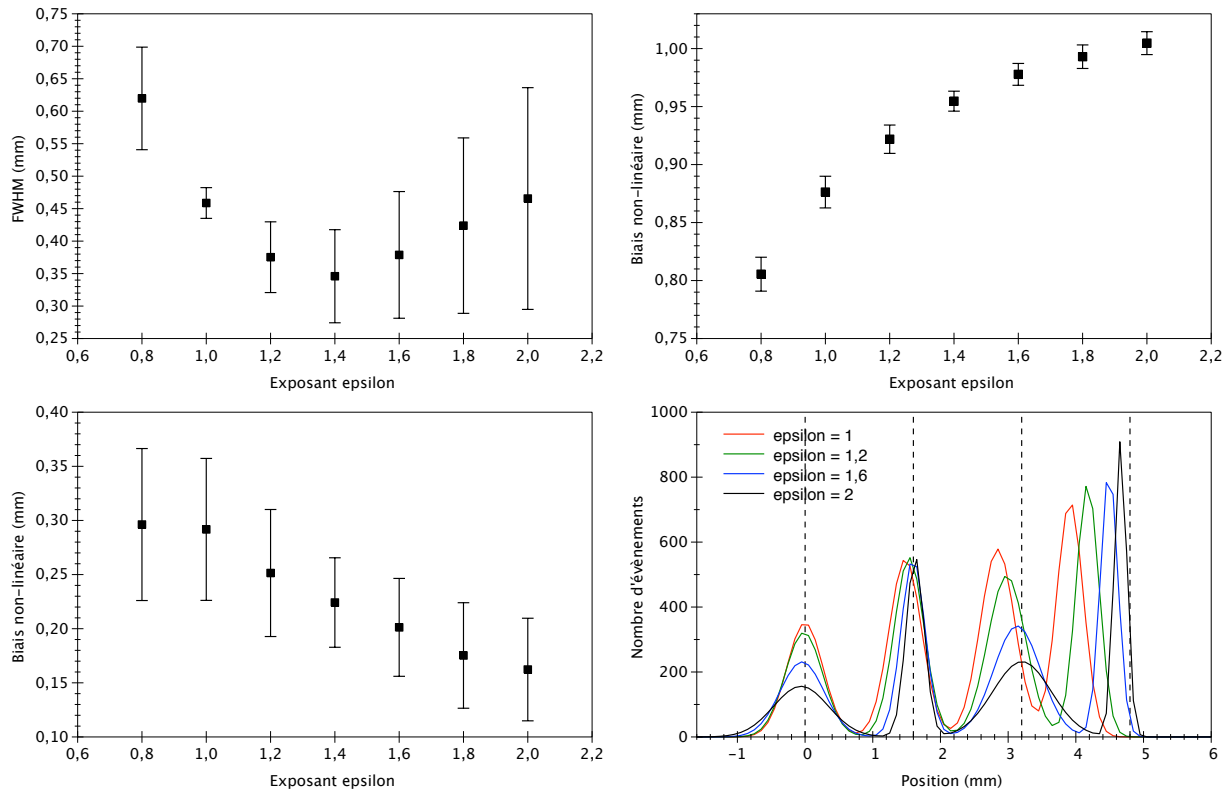 0,75
0,70
0,65
0,60
0,55
0,50
0,45
0,40
0,35
0,30
0,25
FWHM (mm)
0,6 0,8 1,0 1,2 1,4 1,6 1,8 2,0 2,2
Exposant epsilon
1,00
0,95
0,90
0,85
0,80
0,75
Biais non-linéaire (mm)
0,6 0,8 1,0 1,2 1,4 1,6 1,8 2,0 2,2
Exposant epsilon
0,40
0,35
0,30
0,25
0,20
0,15
0,10
Biais non-linéaire (mm)
0,6 0,8 1,0 1,2 1,4 1,6 1,8 2,0 2,2
Exposant epsilon
1000
800
600
400
200
0
Nombre d'évènements
epsilon = 1
epsilon = 1,2
epsilon = 1,6
epsilon = 2
−1 0 1 2 3 4 5 6
Position (mm)